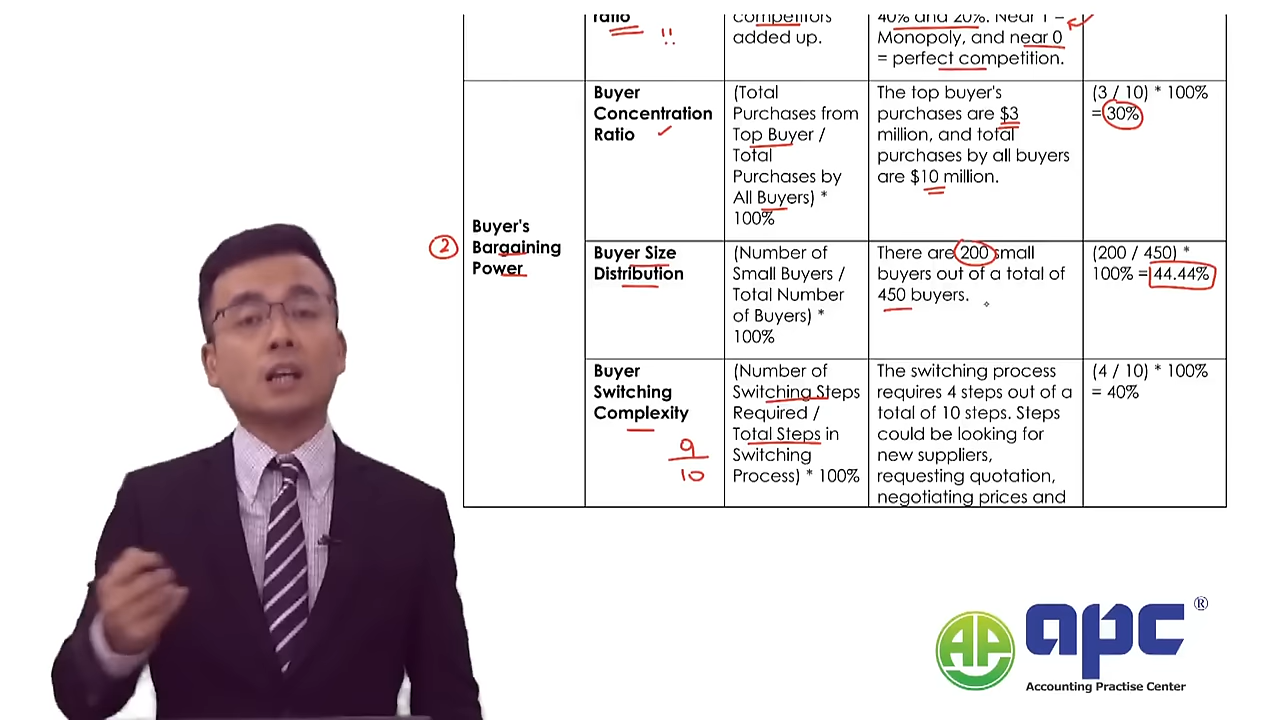 ratio
!!
competitors
added up.
40% and 20%. Near 1 =
Monopoly, and near 0
= perfect competition.
2
Buyer's
Bargaining
Power
Buyer
Concentration
Ratio
(Total
Purchases from
Top Buyer /
Total
Purchases by
All Buyers) *
100%
The top buyer's
purchases are $3
million, and total
purchases by all buyers
are $10 million.
(3 / 10) * 100%
= 30%
Buyer Size
Distribution
(Number of
Small Buyers /
Total Number
of Buyers) *
100%
There are 200 small
buyers out of a total of
450 buyers.
(200 / 450) *
100% = 44.44%
Buyer
Switching
Complexity
9
10
(Number of
Switching Steps
Required /
Total Steps in
Switching
Process) * 100%
The switching process
requires 4 steps out of a
total of 10 steps. Steps
could be looking for
new suppliers,
requesting quotation,
negotiating prices and
(4 / 10) * 100%
= 40%
AP
apc®
Accounting Practise Center